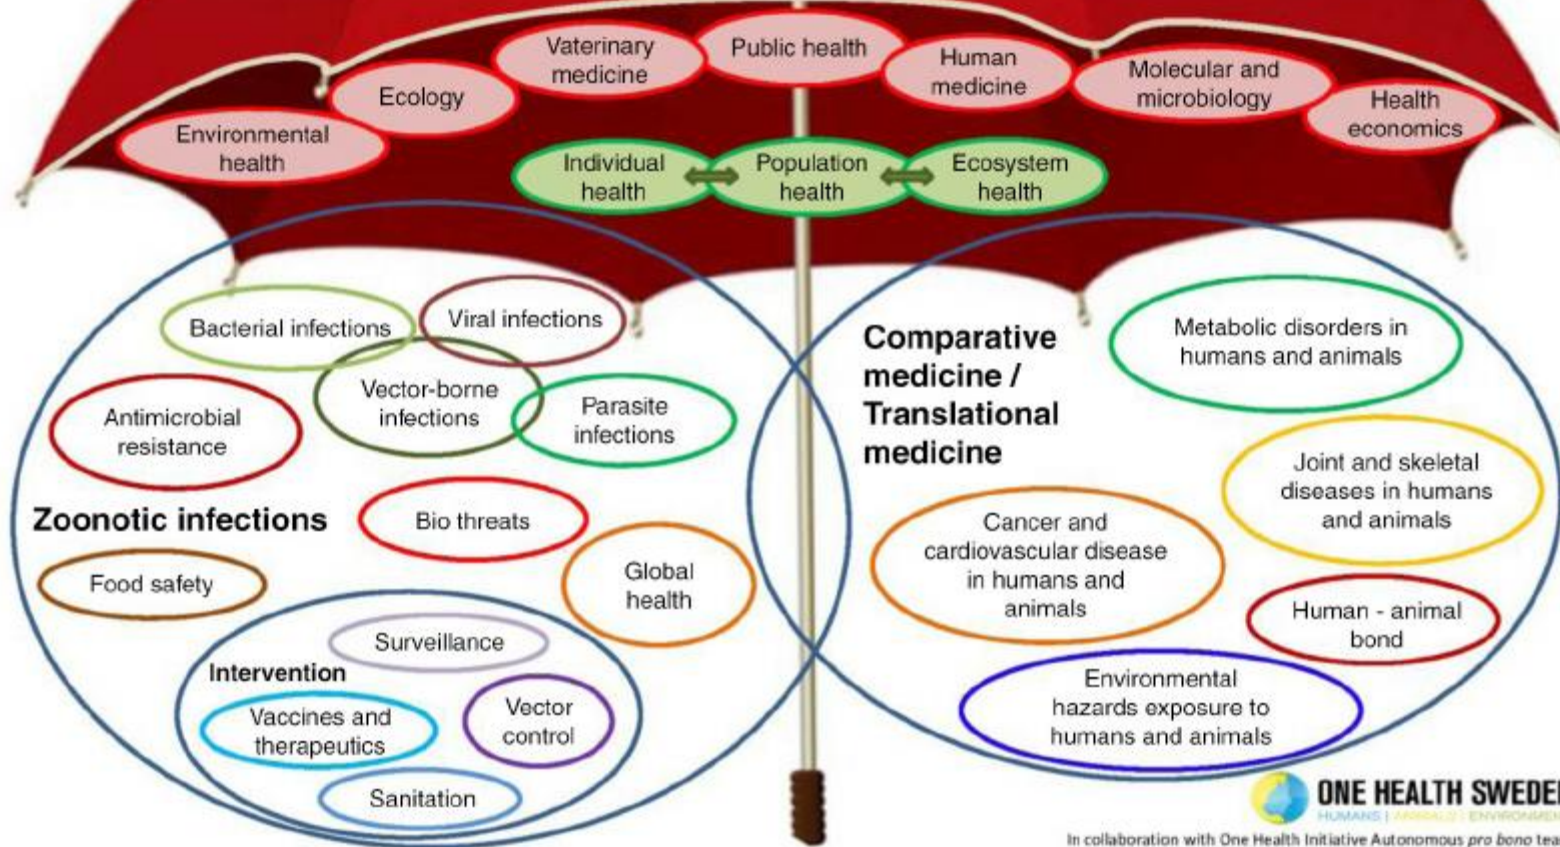 Environmental
health
Ecology
Vaterinary
medicine
Public health
Human
medicine
Molecular and
microbiology
Health
economics
Individual
health
Population
health
Ecosystem
health
Bacterial infections
Viral infections
Vector-borne
infections
Parasite
infections
Antimicrobial
resistance
Zoonotic infections
Bio threats
Food safety
Global
health
Surveillance
Intervention
Vaccines and
therapeutics
Vector
control
Sanitation
Comparative
medicine /
Translational
medicine
Metabolic disorders in
humans and animals
Joint and skeletal
diseases in humans
and animals
Cancer and
cardiovascular disease
in humans and
animals
Human - animal
bond
Environmental
hazards exposure to
humans and animals
ONE HEALTH SWEDEN
HUMANS | ANIMALS | ENVIRONMENT
In collaboration with One Health Initiative Autonomous pro bono tea